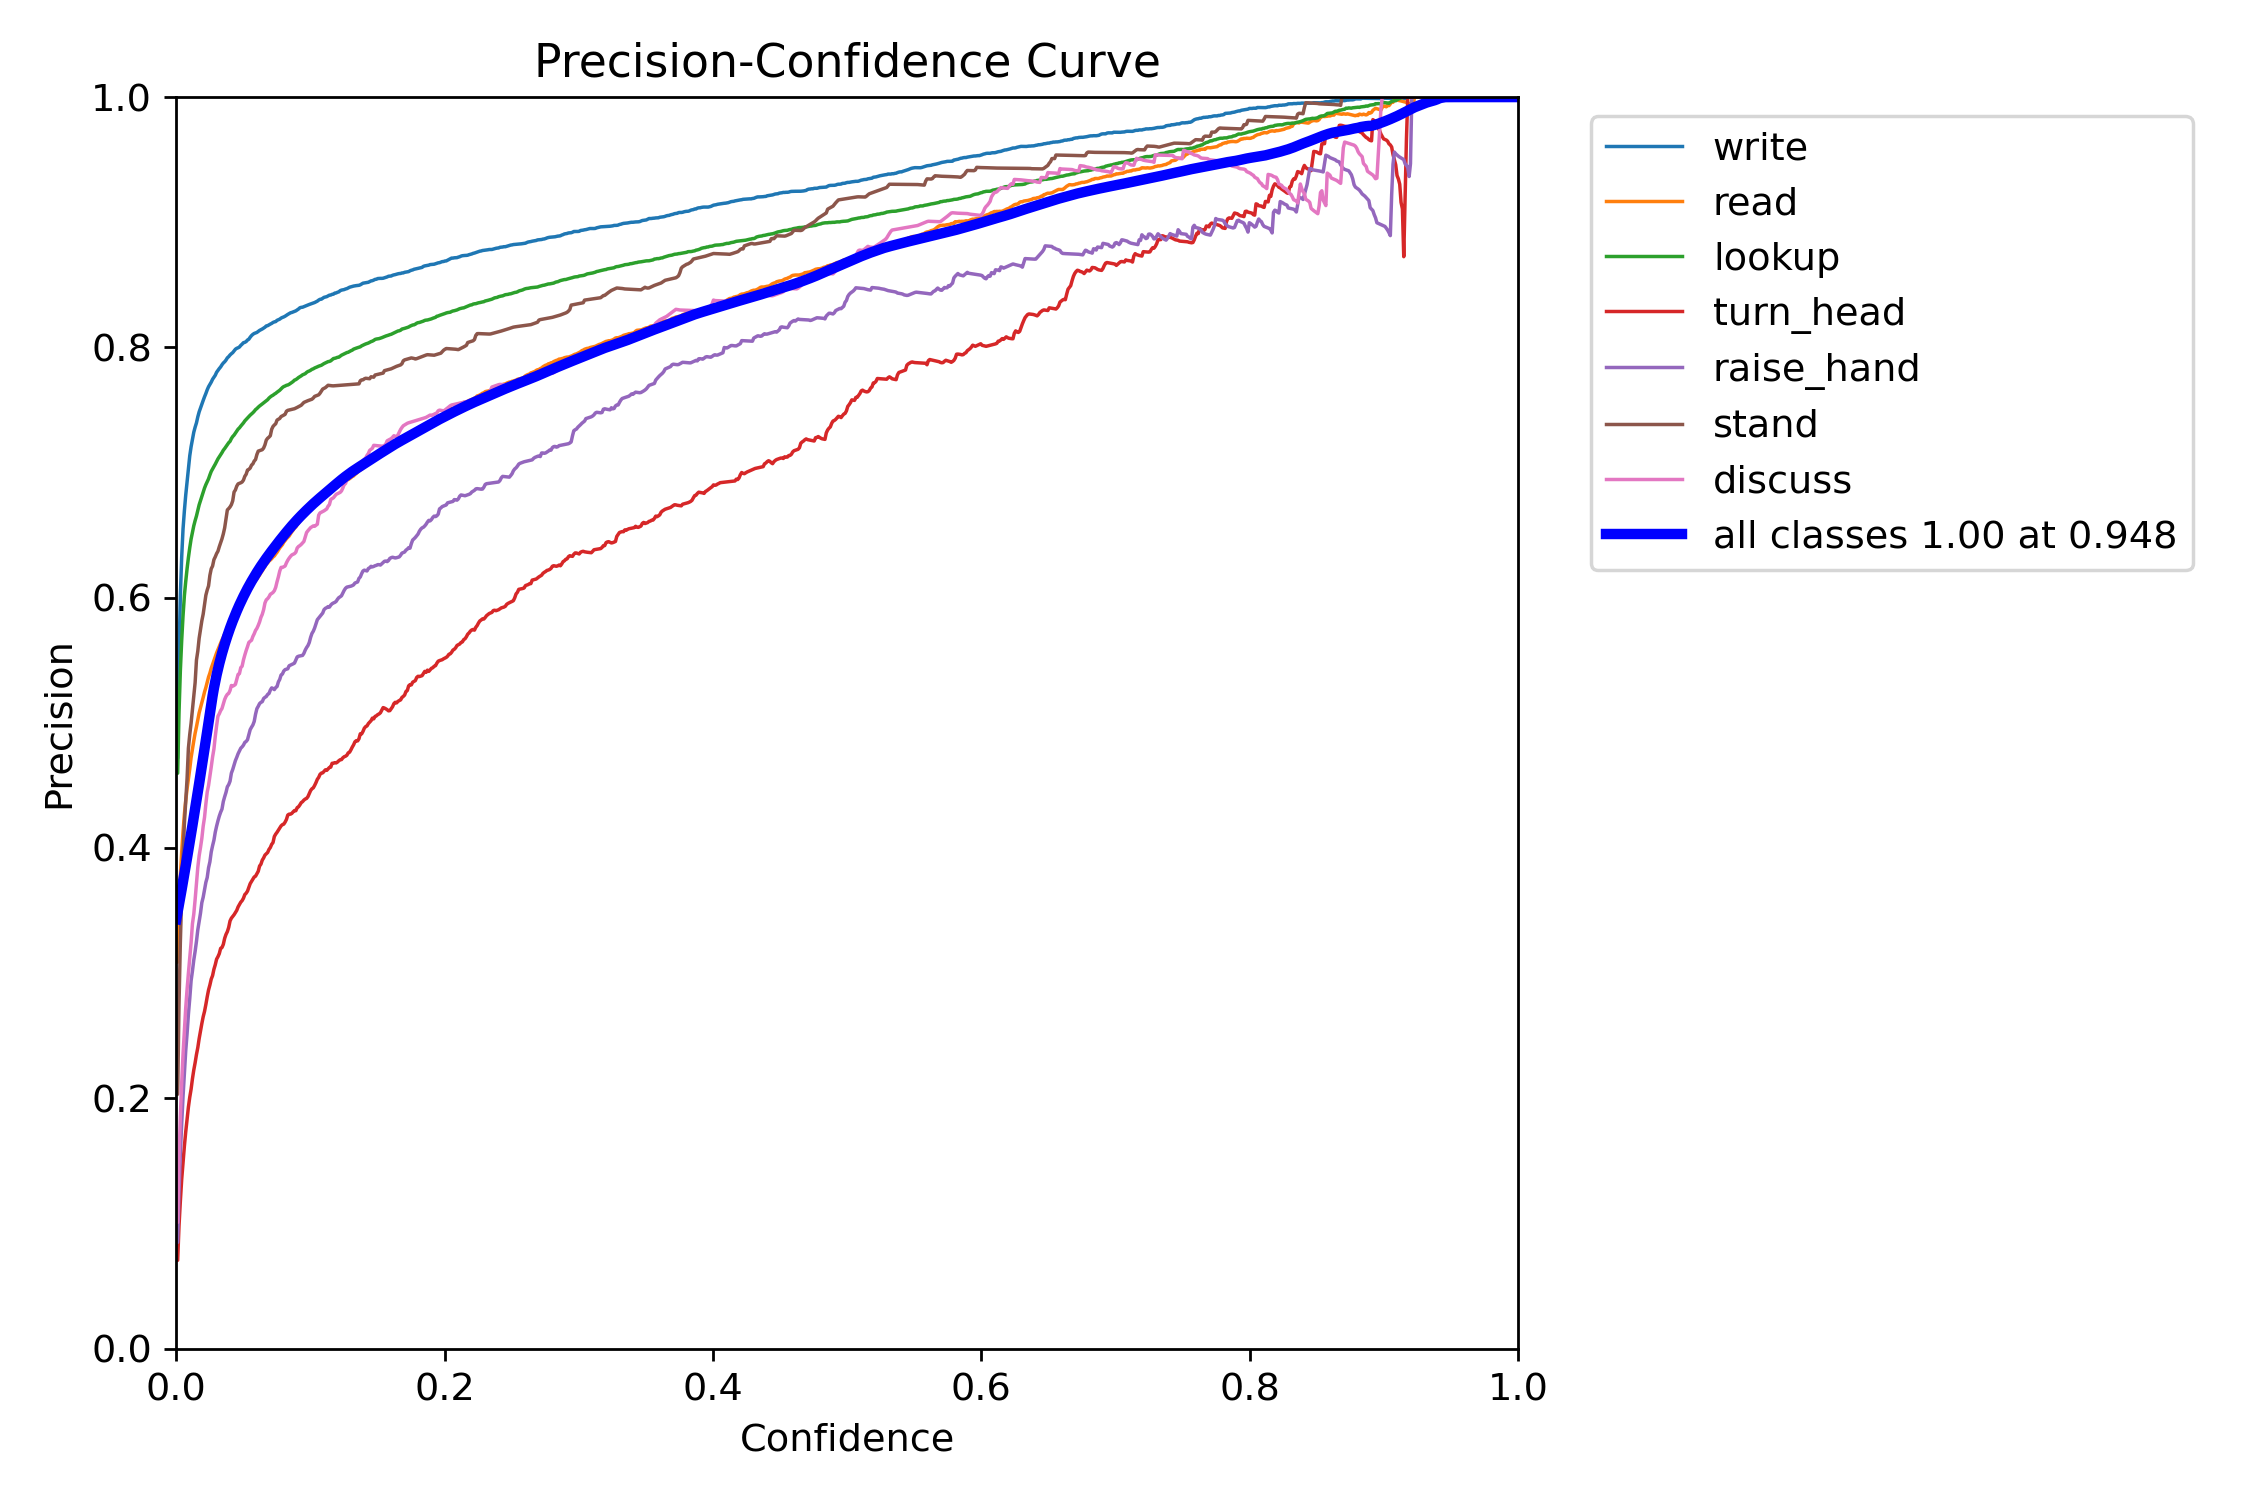 Precision-Confidence Curve
1.0
0.8
0.6
0.4
0.2
0.0
Precision
0.0 0.2 0.4 0.6 0.8 1.0
Confidence
write
read
lookup
turn_head
raise_hand
stand
discuss
all classes 1.00 at 0.948